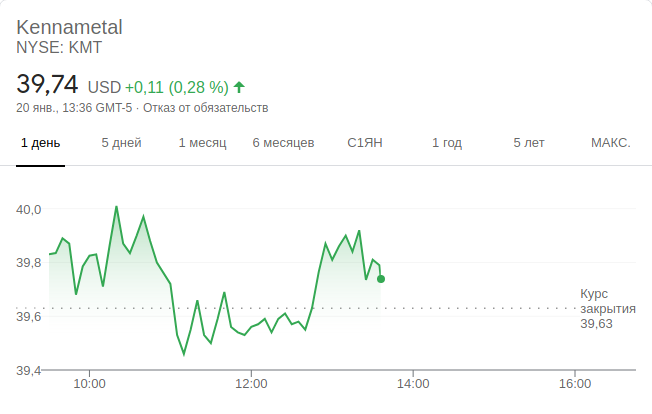 Kennametal
NYSE: KMT
39,74 USD +0,11 (0,28 %)
20 янв., 13:36 GMT-5 · Отказ от обязательств
1 день 5 дней 1 месяц 6 месяцев С1ЯН 1 год 5 лет МАКС.
40,0
39,8
39,6
39,4
Курс
закрытия
39,63
10:00 12:00 14:00 16:00